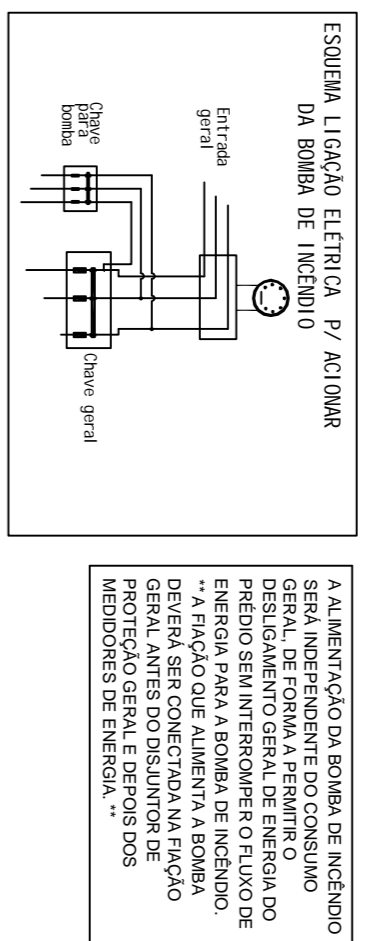 ESQUEMA LIGAÇÃO ELÉTRICA P/ ACIONAR
DA BOMBA DE INCÊNDIO
Entrada
geral
Chave
para
bomba
Chave geral
A ALIMENTAÇÃO DA BOMBA DE INCÊNDIO
SERÁ INDEPENDENTE DO CONSUMO
GERAL, DE FORMA A PERMITIR O
DESLIGAMENTO GERAL DE ENERGIA DO
PRÉDIO SEM INTERROMPER O FLUXO DE
ENERGIA PARA A BOMBA DE INCÊNDIO.
** A FIAÇÃO QUE ALIMENTA A BOMBA
DEVERÁ SER CONECTADA NA FIAÇÃO
GERAL ANTES DO DISJUNTOR DE
PROTEÇÃO GERAL E DEPOIS DOS
MEDIDORES DE ENERGIA. **